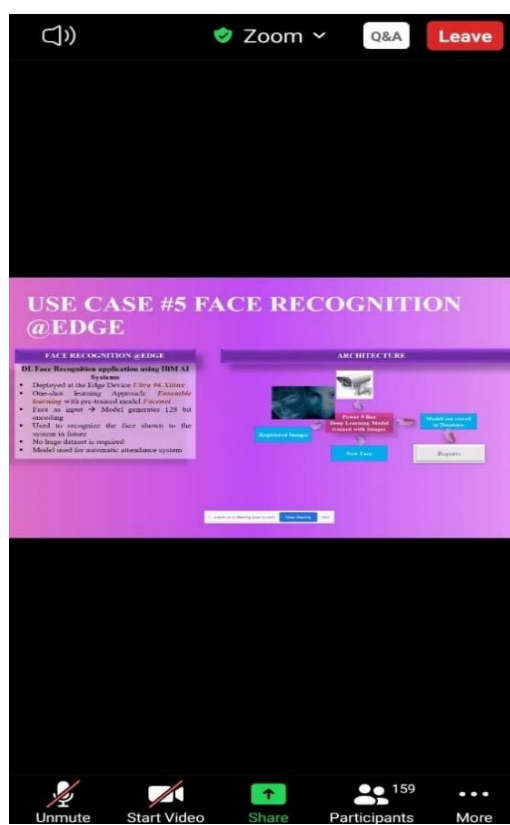 Zoom
Q&A
Leave
USE CASE #5 FACE RECOGNITION
@EDGE
FACE RECOGNITION @EDGE
DL Face Recognition application using IBM AI
Systems
Deployed at the Edge Device Ultra 96 Xilinx
One-shot learning Approach: Ensemble
learning with pre-trained model Facenet
Face as input → Model generates 128 bit
encoding
Used to recognize the face shown to the
system in future
No huge dataset is required
Model used for automatic attendance system
ARCHITECTURE
Registered Images
Power 9 Box
Deep Learning Model
trained with Images
New Face
Model
stored
in Database
Reports
Stop sharing
Unmute
Start Video
Share
159
Participants
More